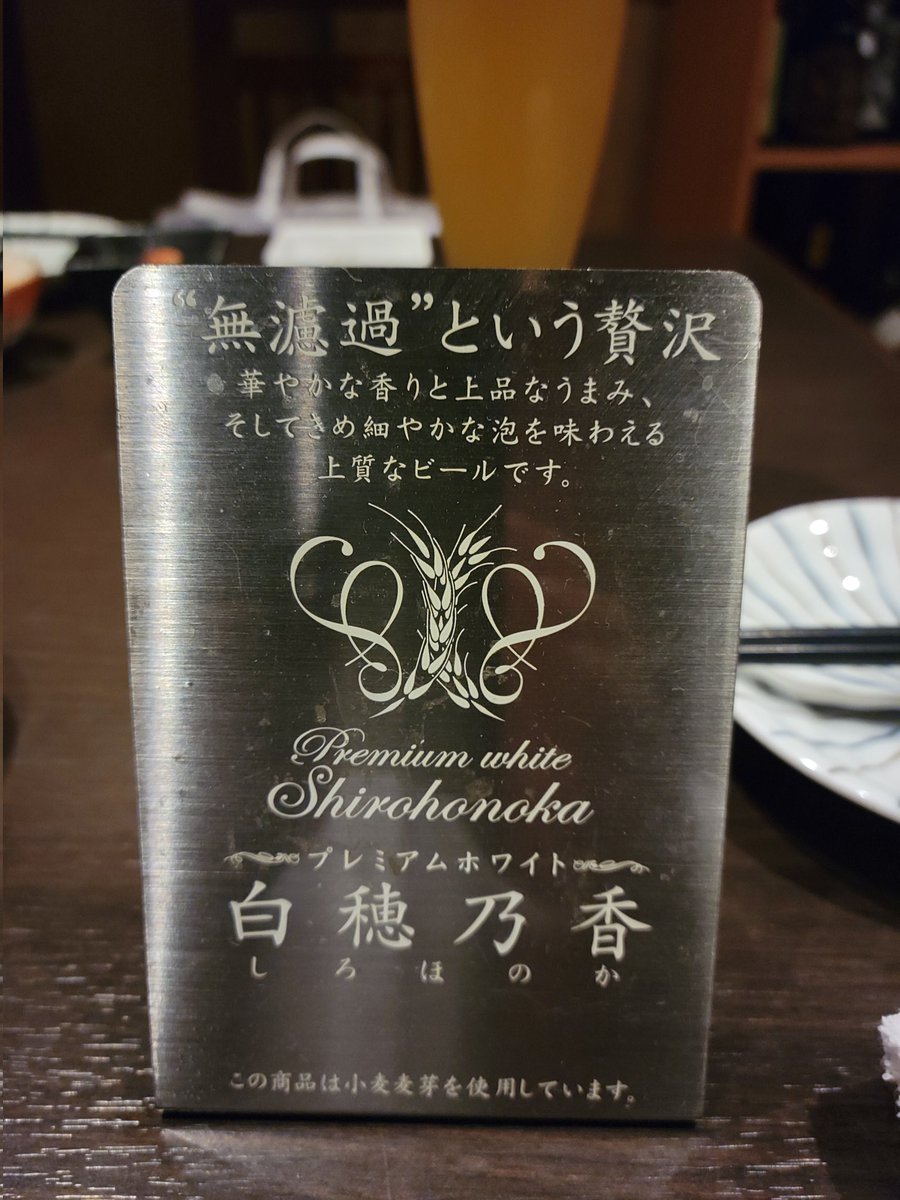 “無濾過”という贅沢
華やかな香りと上品なうまみ、
そしてきめ細やかな泡を味わえる
上質なビールです。
Premium white
Shirohonoka
プレミアムホワイト
白穂乃香
しろほのか
この商品は小麦麦芽を使用しています。